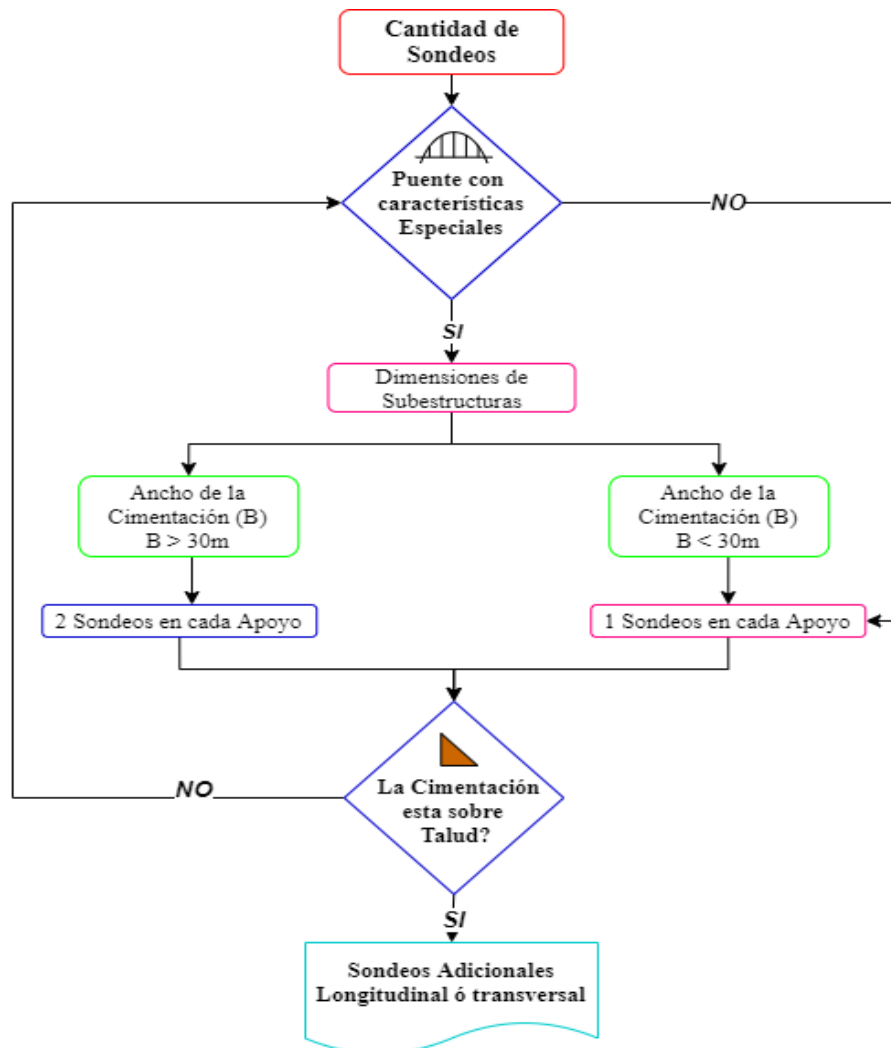 Cantidad de
Sondeos
Puente con
características
Especiales
NO
SI
Dimensiones de
Subestructuras
Ancho de la
Cimentación (B)
B > 30m
Ancho de la
Cimentación (B)
B < 30m
2 Sondeos en cada Apoyo
1 Sondeos en cada Apoyo
La Cimentación
esta sobre
Talud?
NO
SI
Sondeos Adicionales
Longitudinal ó transversal